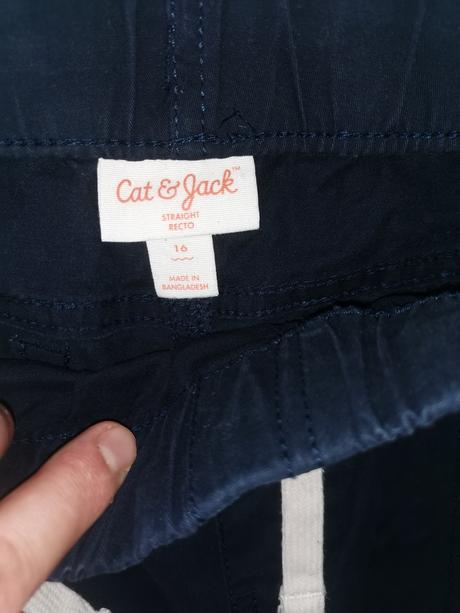 Cat & Jack™
STRAIGHT
RECTO
16
MADE IN
BANGLADESH